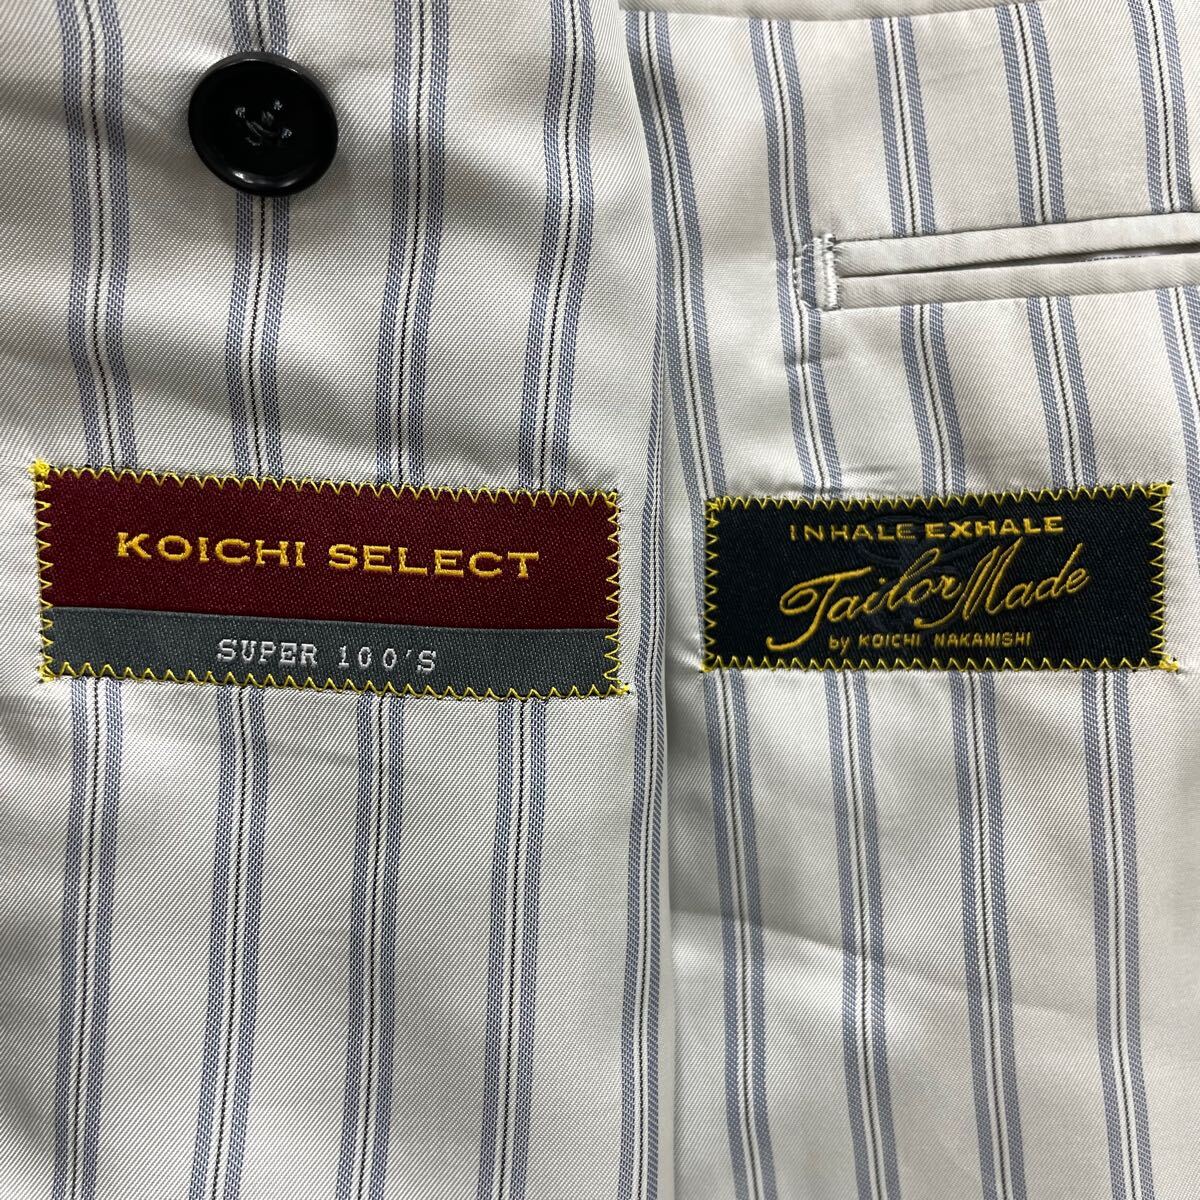 KOICHI SELECT
SUPER 100'S
INHALE EXHALE
Tailor Made
by KOICHI NAKANISHI